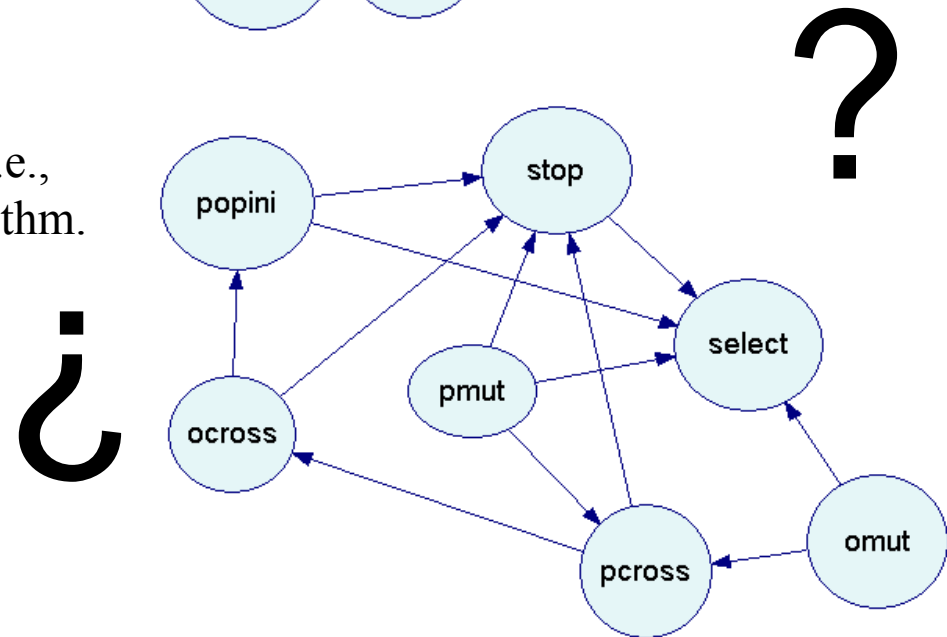 ?
.e.,
thm.
popini
stop
select
¿
pmut
ocross
omut
pcross